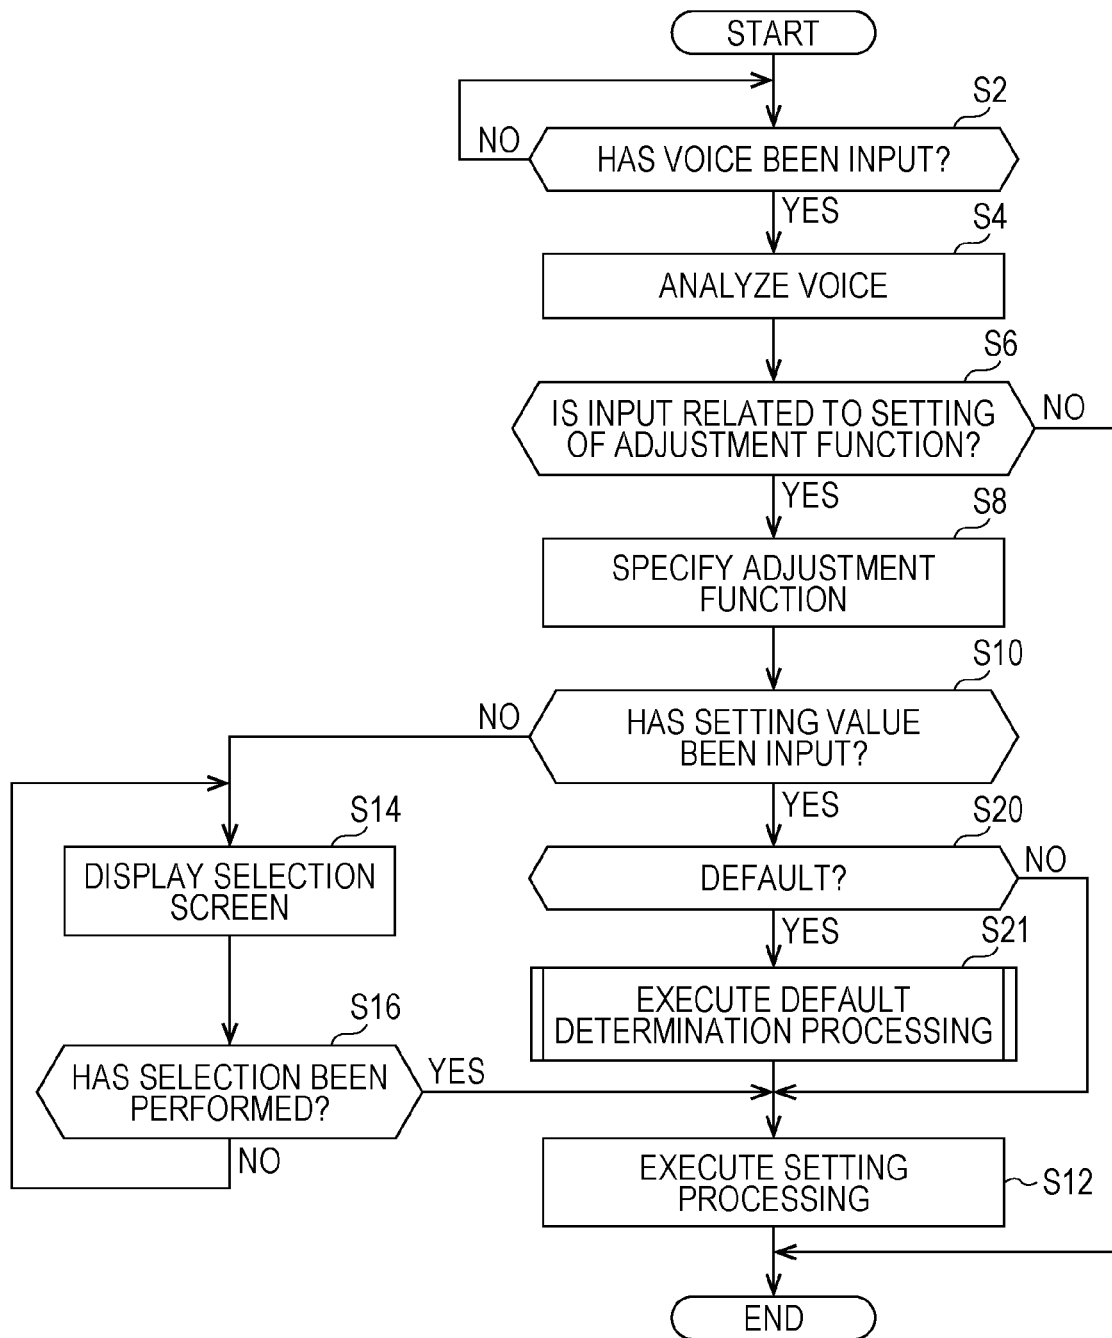 START
S2
NO
HAS VOICE BEEN INPUT?
YES
S4
ANALYZE VOICE
S6
IS INPUT RELATED TO SETTING
OF ADJUSTMENT FUNCTION?
NO
YES
S8
SPECIFY ADJUSTMENT
FUNCTION
S10
NO
HAS SETTING VALUE
BEEN INPUT?
YES
S14
DISPLAY SELECTION
SCREEN
S20
DEFAULT?
NO
YES
S21
EXECUTE DEFAULT
DETERMINATION PROCESSING
S16
HAS SELECTION BEEN
PERFORMED?
YES
NO
EXECUTE SETTING
PROCESSING
S12
END